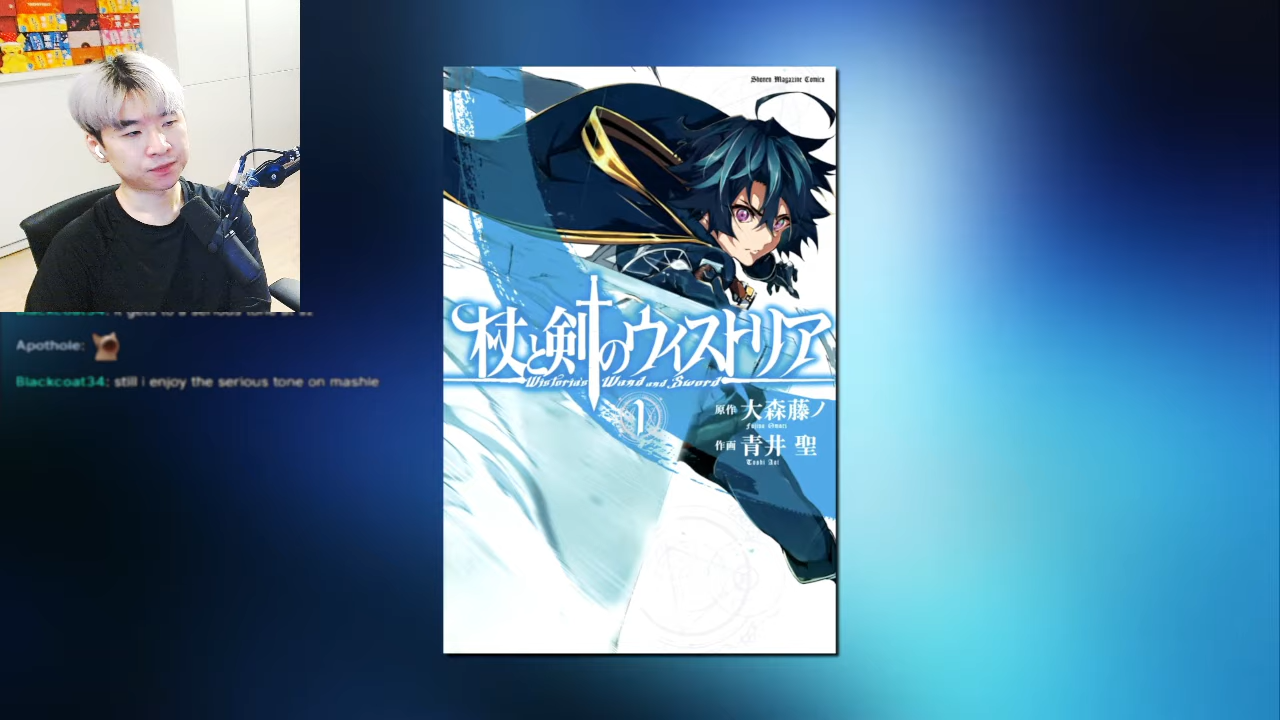 Shonen Magazine Comics
杖と剣のウィストリア
Wistoria's Wand and Sword
1
原作 大森藤ノ
Fujino Omori
作画 青井 聖
Toshi Aoi
Apothole:
Blackcoat34: still i enjoy the serious tone on mashle